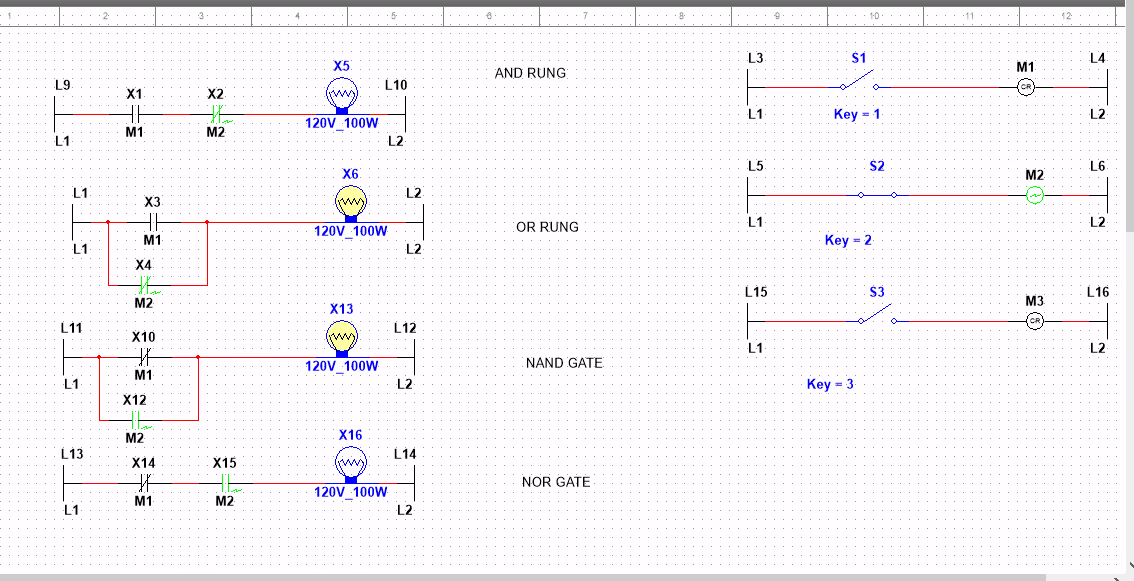 1 2 3 4 5 6 7 8 9 10 11 12
L9 X1 X2 X5 L10
M1 M2 120V_100W
L1 L2
AND RUNG
L1 X3 X6 L2
M1 120V_100W
L1 L2
X4
M2
OR RUNG
L11 X10 X13 L12
M1 120V_100W
L1 L2
X12
M2
NAND GATE
L13 X14 X15 X16 L14
M1 M2 120V_100W
L1 L2
NOR GATE
L3 S1 M1 L4
CR
L1 Key = 1 L2
L5 S2 M2 L6
L1 L2
Key = 2
L15 S3 M3 L16
CR
L1 L2
Key = 3